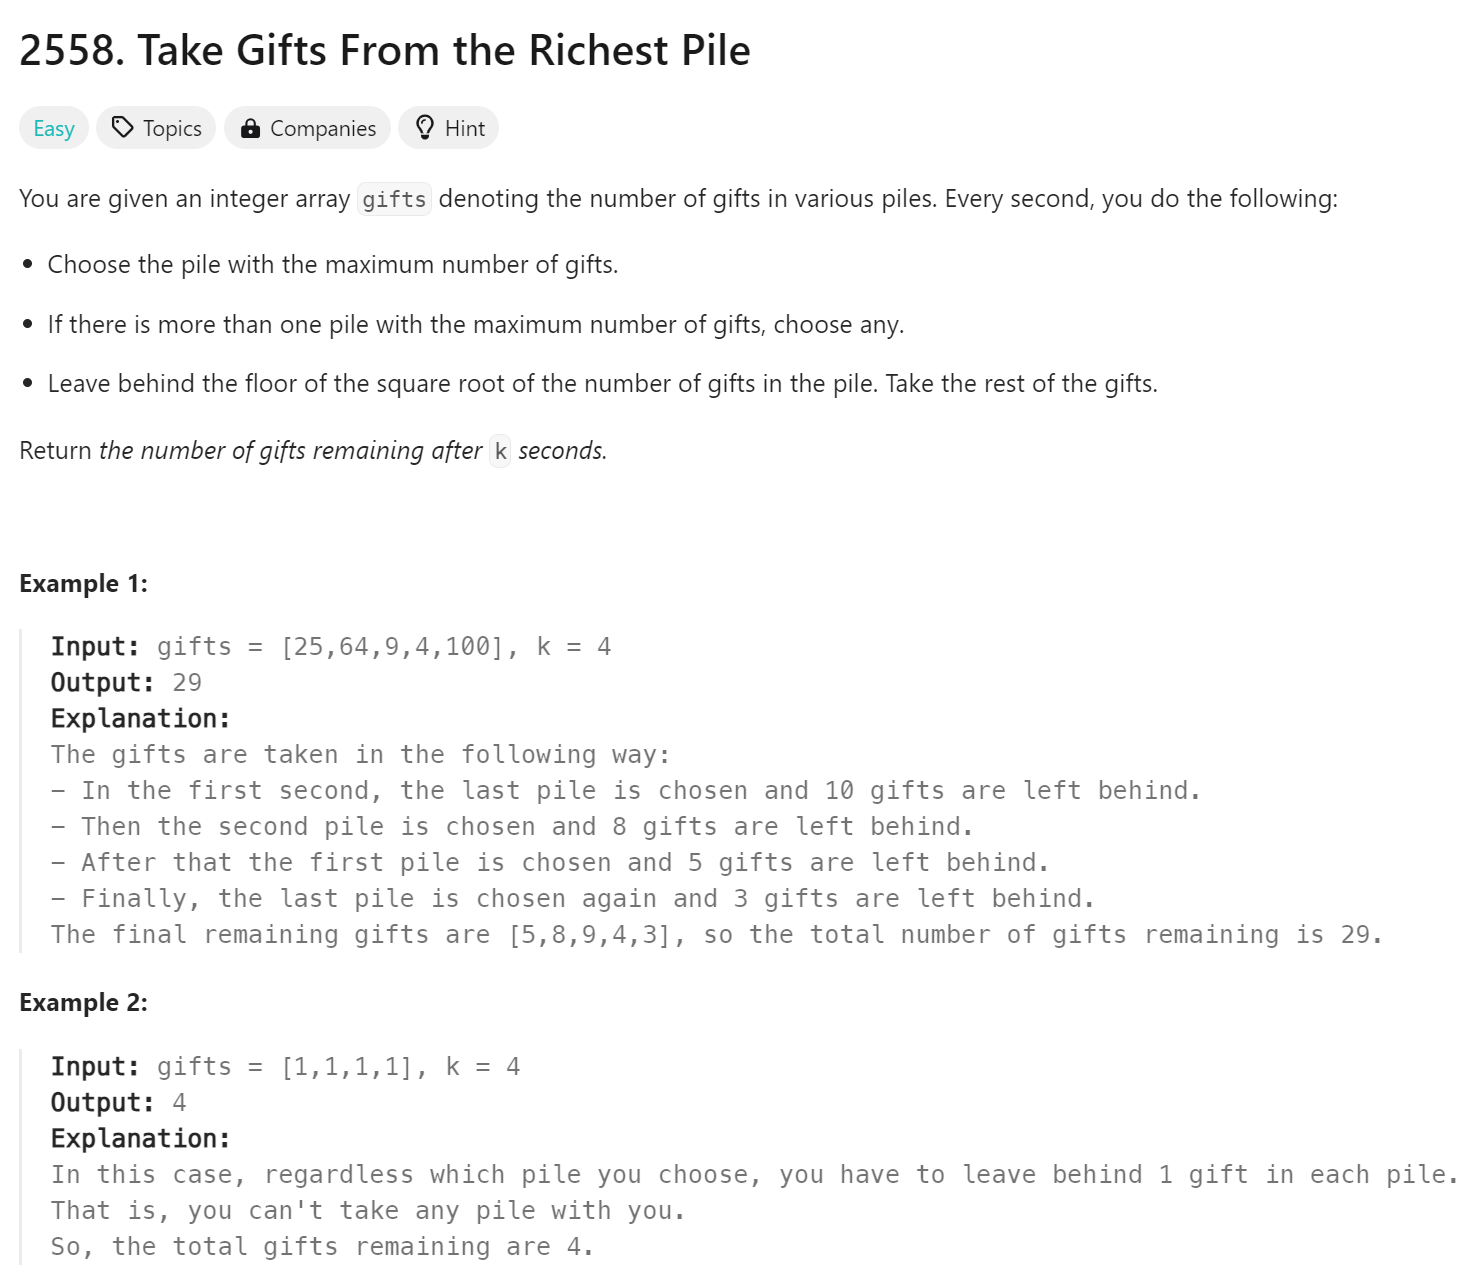 2558. Take Gifts From the Richest Pile
Easy Topics Companies Hint
You are given an integer array gifts denoting the number of gifts in various piles. Every second, you do the following:
• Choose the pile with the maximum number of gifts.
• If there is more than one pile with the maximum number of gifts, choose any.
• Leave behind the floor of the square root of the number of gifts in the pile. Take the rest of the gifts.
Return the number of gifts remaining after k seconds.
Example 1:
Input: gifts = [25,64,9,4,100], k = 4
Output: 29
Explanation:
The gifts are taken in the following way:
- In the first second, the last pile is chosen and 10 gifts are left behind.
- Then the second pile is chosen and 8 gifts are left behind.
- After that the first pile is chosen and 5 gifts are left behind.
- Finally, the last pile is chosen again and 3 gifts are left behind.
The final remaining gifts are [5,8,9,4,3], so the total number of gifts remaining is 29.
Example 2:
Input: gifts = [1,1,1,1], k = 4
Output: 4
Explanation:
In this case, regardless which pile you choose, you have to leave behind 1 gift in each pile.
That is, you can't take any pile with you.
So, the total gifts remaining are 4.